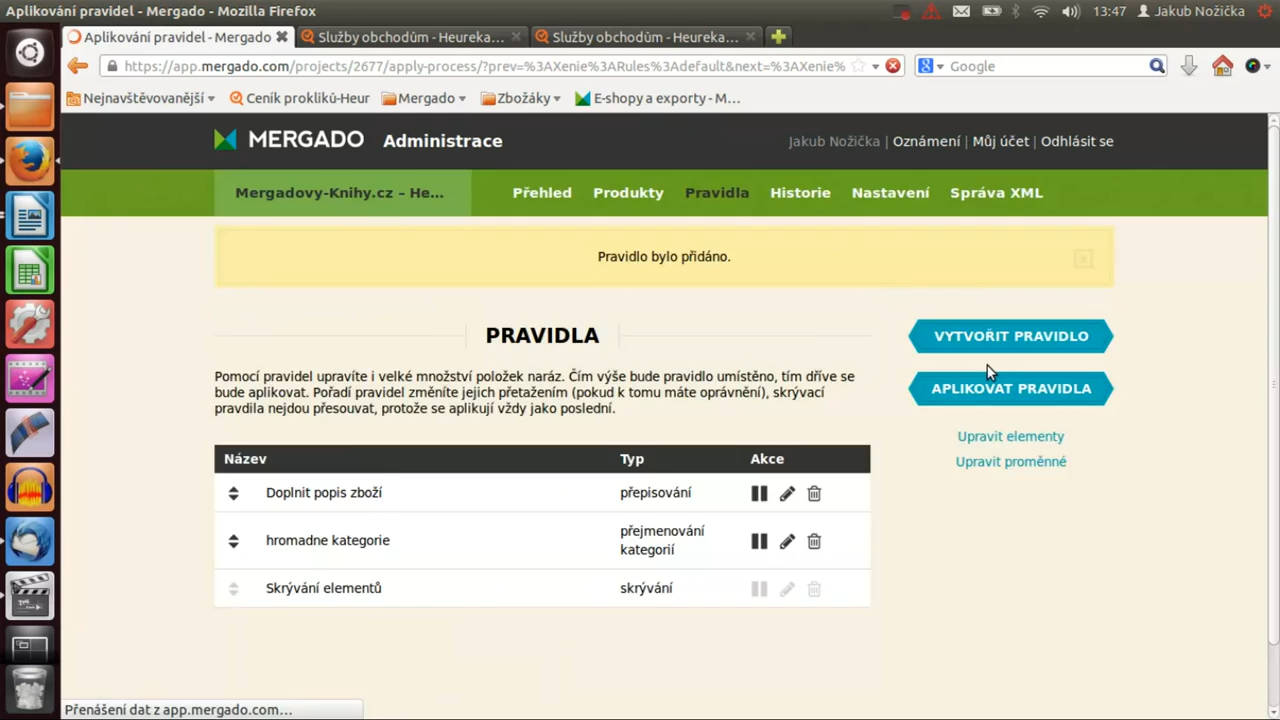 Aplikování pravidel - Mergado - Mozilla Firefox
13:47 Jakub Nožička
Aplikování pravidel - Mergado
Služby obchodům - Heureka...
Služby obchodům - Heureka...
https://app.mergado.com/projects/2677/apply-process/?prev=%3AXenie%3ARules%3Adefault&next=%3AXenie%
Google
Nejnavštěvovanější
Ceník prokliků-Heur
Mergado
Zbožáky
E-shopy a exporty - M...
MERGADO
Administrace
Jakub Nožička | Oznámení | Můj účet | Odhlásit se
Mergadovy-Knihy.cz – He...
Přehled
Produkty
Pravidla
Historie
Nastavení
Správa XML
Pravidlo bylo přidáno.
PRAVIDLA
VYTVOŘIT PRAVIDLO
Pomocí pravidel upravíte i velké množství položek naráz. Čím výše bude pravidlo umístěno, tím dříve se
bude aplikovat. Pořadí pravidel změníte jejich přetažením (pokud k tomu máte oprávnění), skrývací
pravdila nejdou přesouvat, protože se aplikují vždy jako poslední.
APLIKOVAT PRAVIDLA
Upravit elementy
Upravit proměnné
Název Typ Akce
Doplnit popis zboží přepisování
hromadne kategorie přejmenování
kategorií
Skrývání elementů skrývání
Přenášení dat z app.mergado.com...